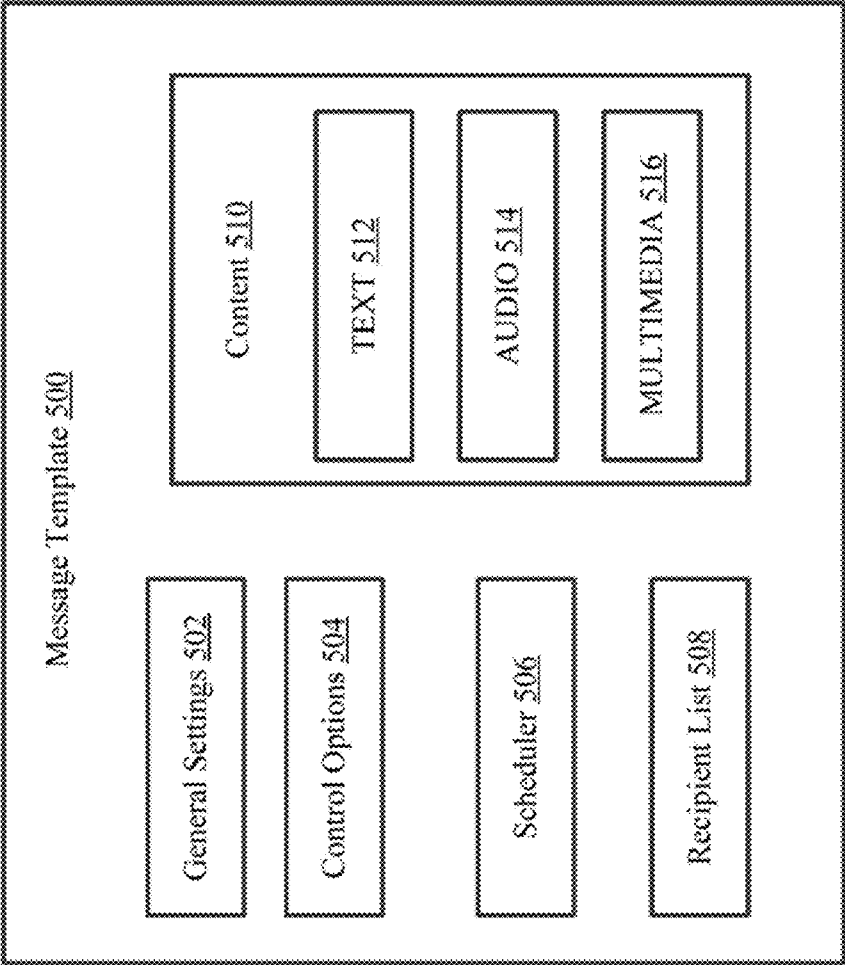 Message Template 500
General Settings 502
Control Options 504
Scheduler 506
Recipient List 508
Content 510
TEXT 512
AUDIO 514
MULTIMEDIA 516